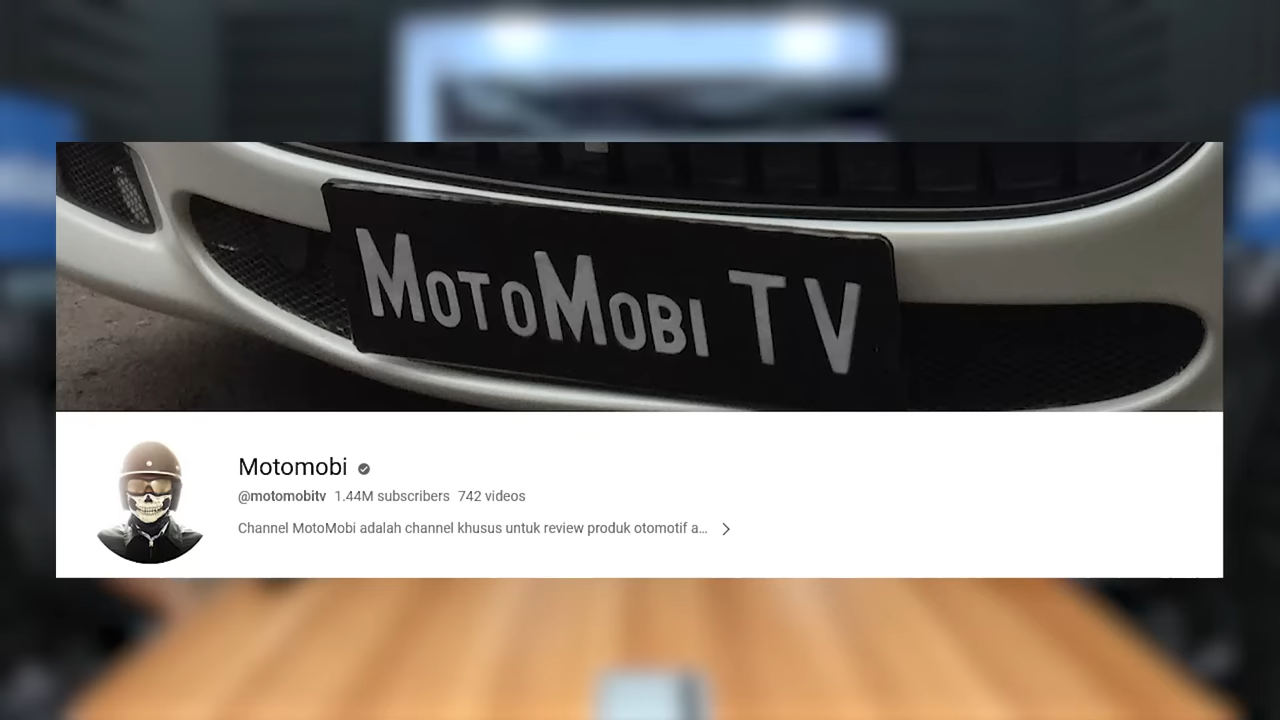 MOTOMOBI TV
Motomobi
@motomobitv 1.44M subscribers 742 videos
Channel MotoMobi adalah channel khusus untuk review produk otomotif a...